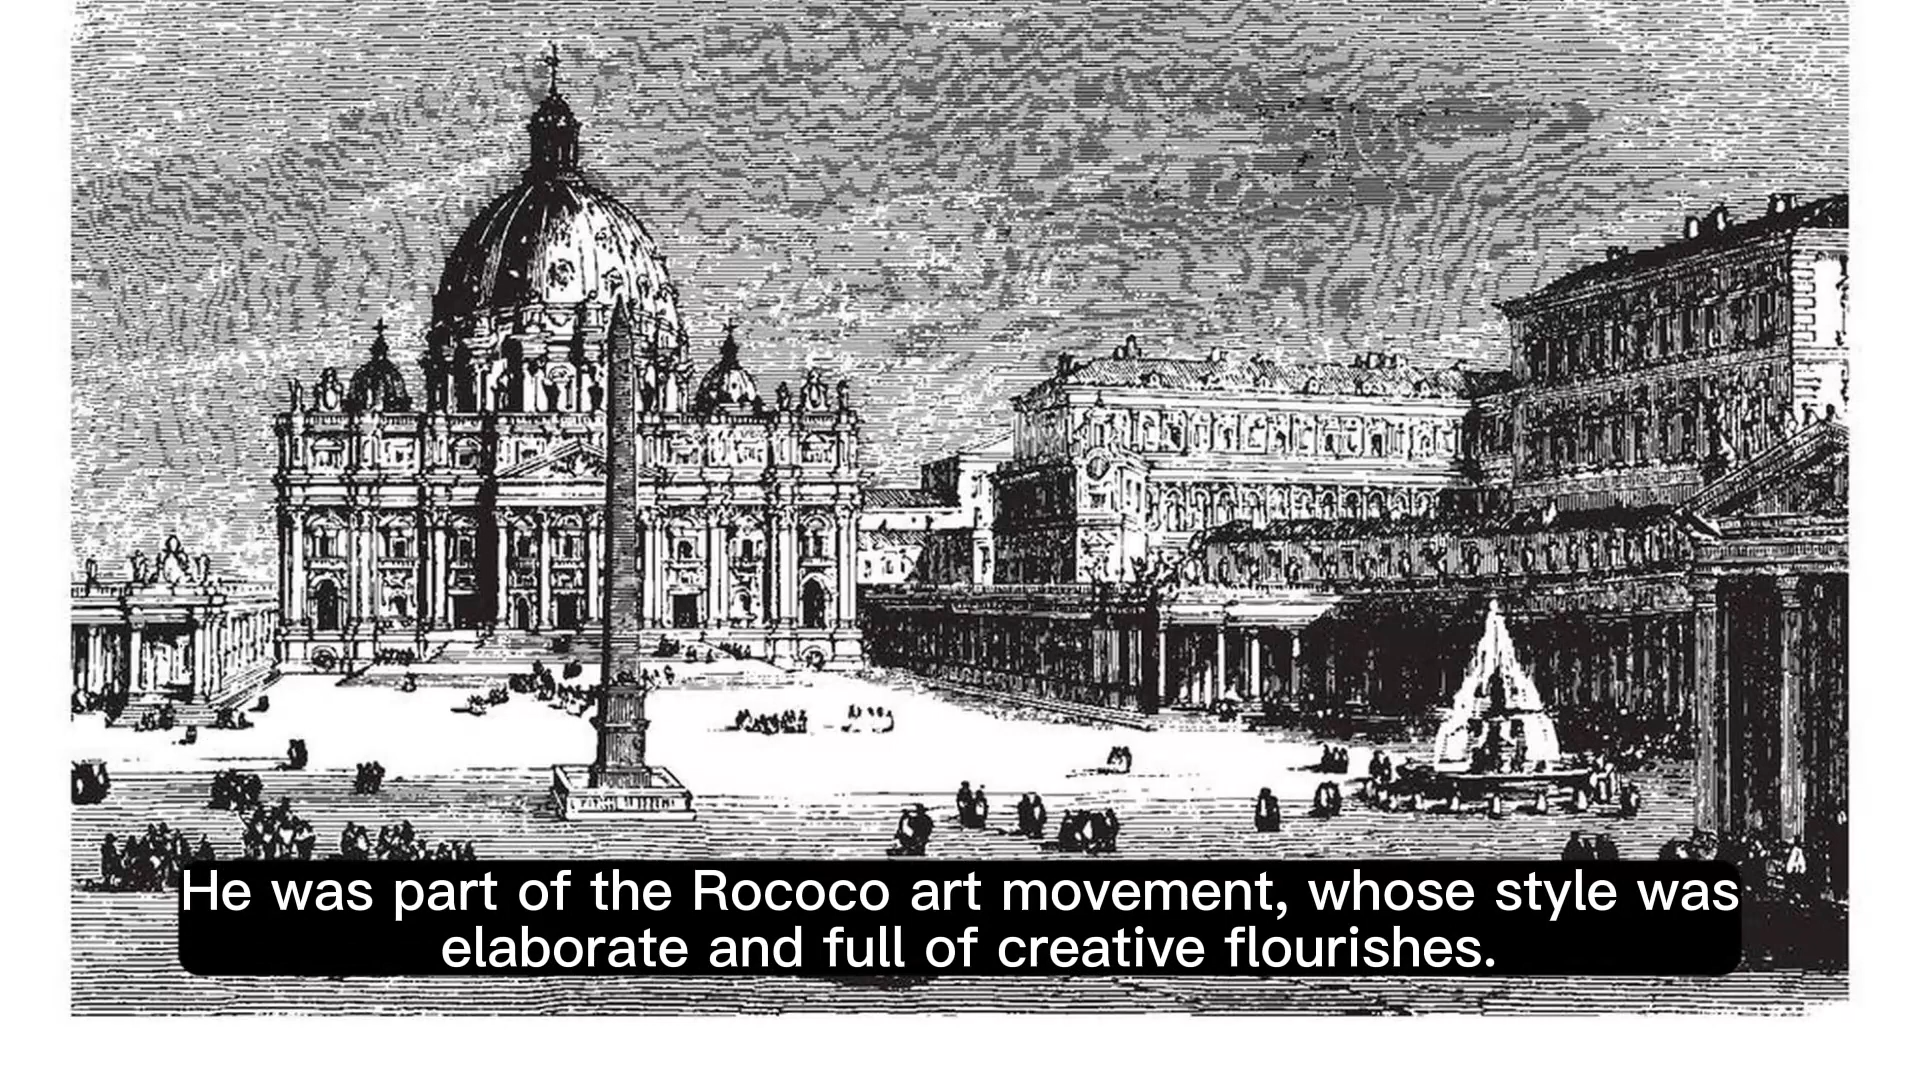 He was part of the Rococo art movement, whose style was
elaborate and full of creative flourishes.